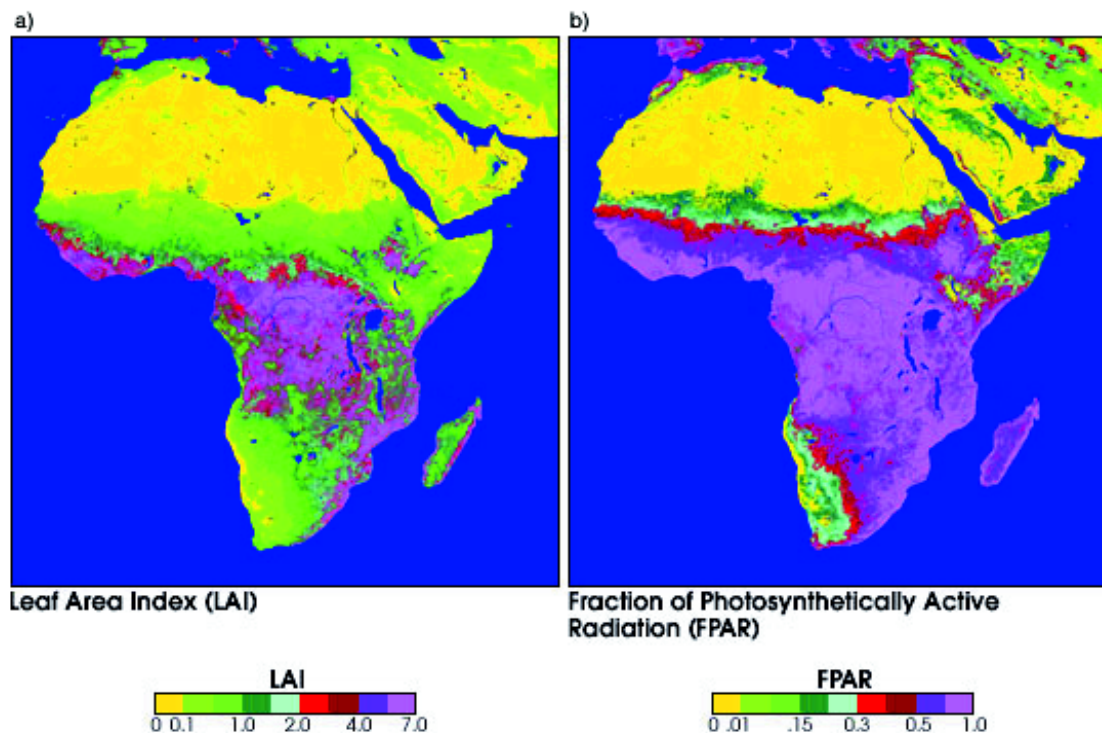 a)
b)
Leaf Area Index (LAI)
Fraction of Photosynthetically Active
Radiation (FPAR)
LAI
0 0.1 1.0 2.0 4.0 7.0
FPAR
0 .01 .15 0.3 0.5 1.0